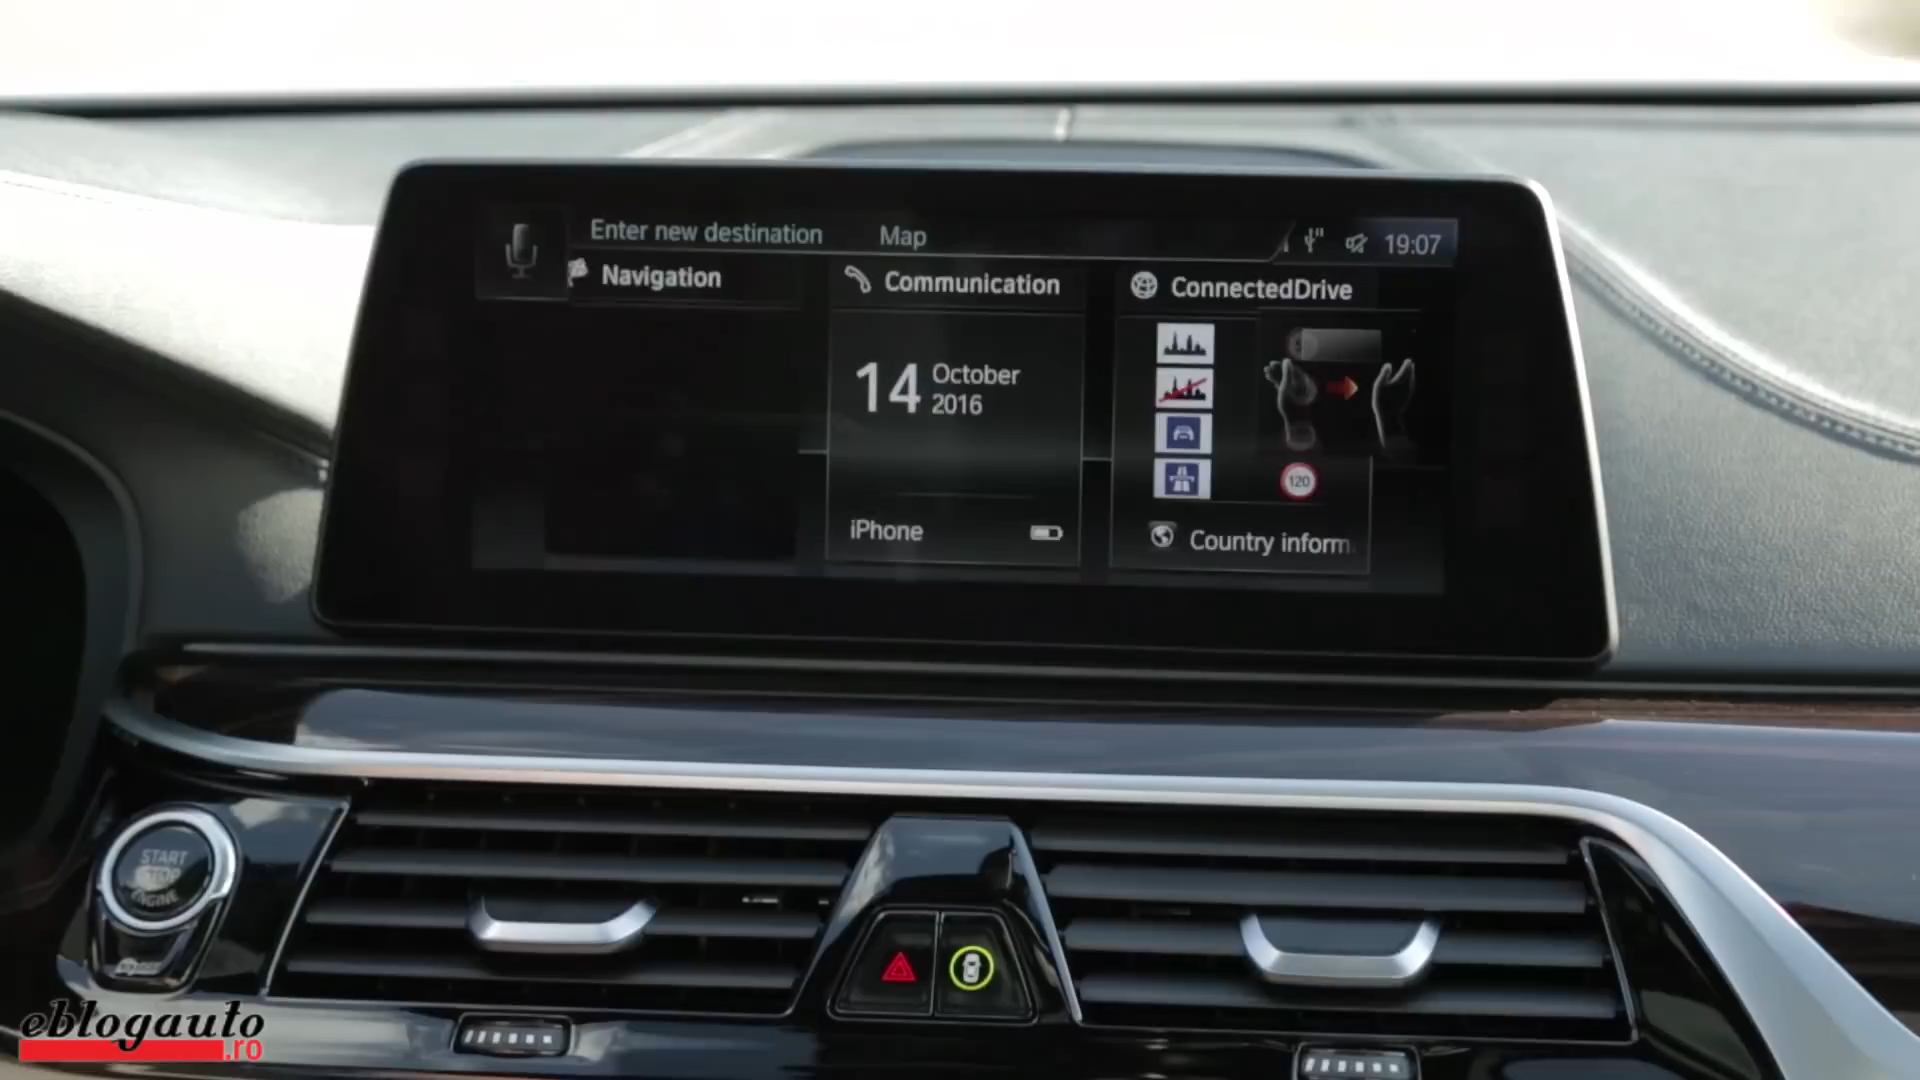 Enter new destination Map 19:07
Navigation Communication ConnectedDrive
14 October
2016
120
iPhone Country inform
START
STOP
ENGINE
eblogauto
.ro